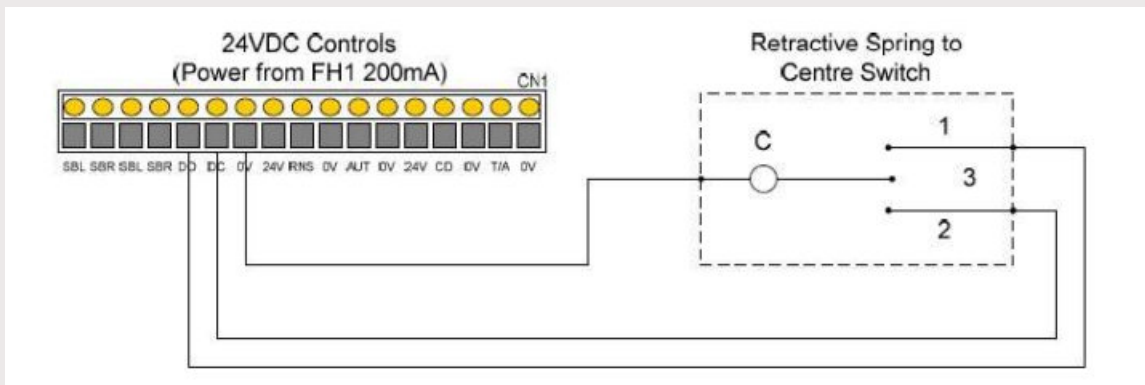 24VDC Controls
(Power from FH1 200mA)
CN1
SBL SBR SBL SBR DO DC 0V 24V RNS 0V AUT 0V 24V CO 0V T/A 0V
Retractive Spring to
Centre Switch
C
1
3
2